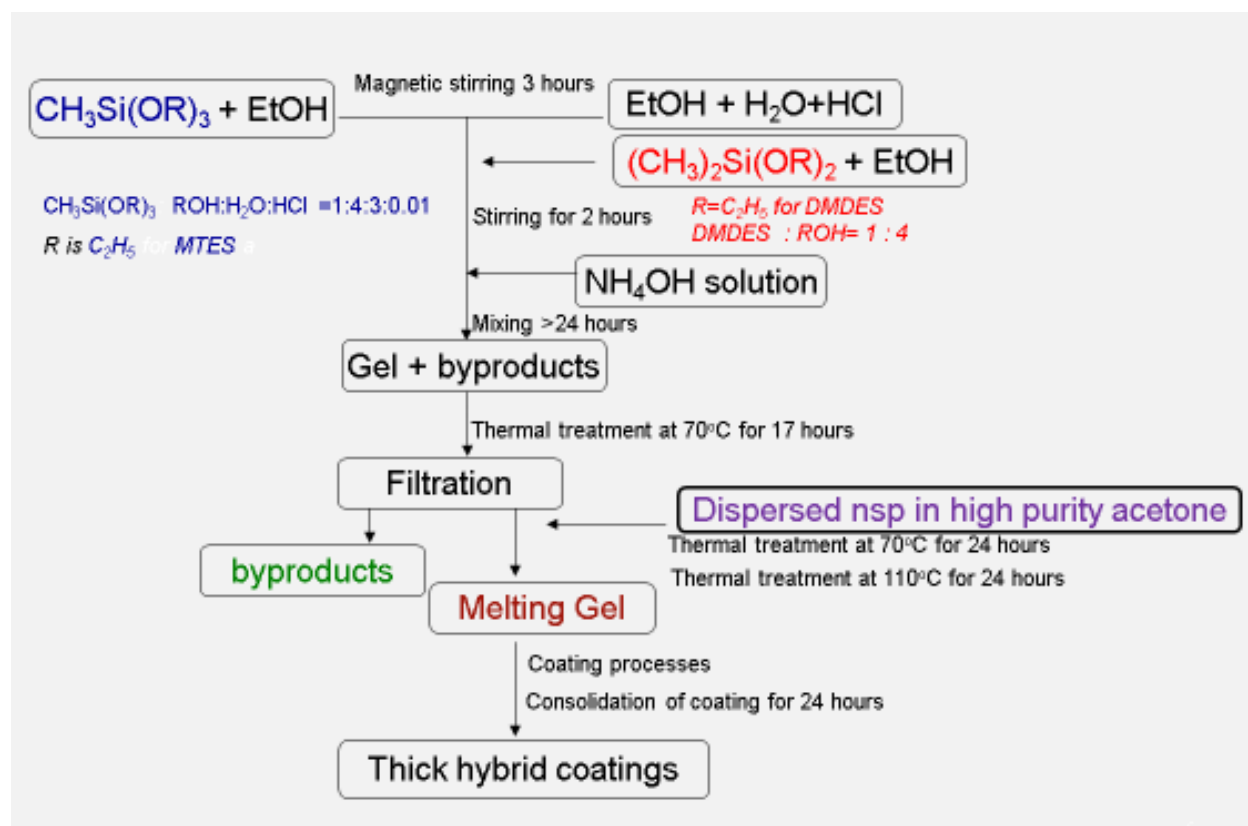 Magnetic stirring 3 hours
CH₃Si(OR)₃ + EtOH
EtOH + H₂O+HCl
(CH₃)₂Si(OR)₂ + EtOH
CH₃Si(OR)₃ ROH:H₂O:HCl =1:4:3:0.01
R is C₂H₅ for MTES a
Stirring for 2 hours
R=C₂H₅ for DMDES
DMDES : ROH= 1 : 4
NH₄OH solution
Mixing >24 hours
Gel + byproducts
Thermal treatment at 70°C for 17 hours
Filtration
Dispersed nsp in high purity acetone
Thermal treatment at 70°C for 24 hours
Thermal treatment at 110°C for 24 hours
byproducts
Melting Gel
Coating processes
Consolidation of coating for 24 hours
Thick hybrid coatings